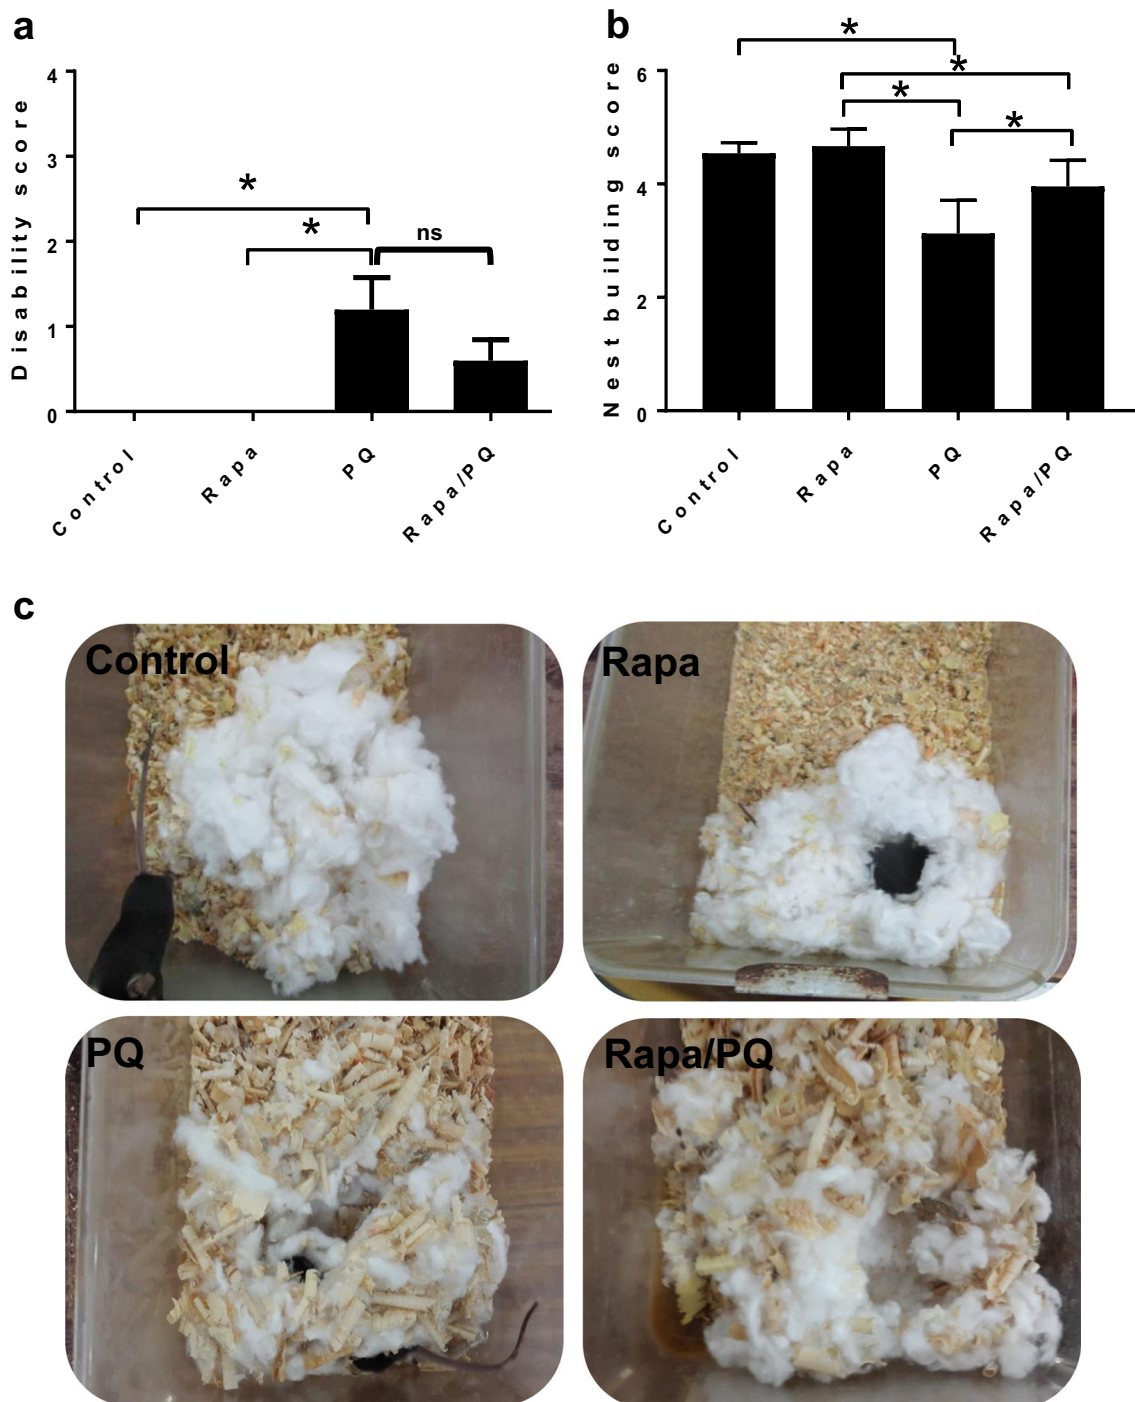 a
Disability score
4
3
2
1
0
*
*
ns
Control
Rapa
PQ
Rapa/PQ
b
Nest building score
6
4
2
0
*
*
*
*
Control
Rapa
PQ
Rapa/PQ
c
Control
Rapa
PQ
Rapa/PQ